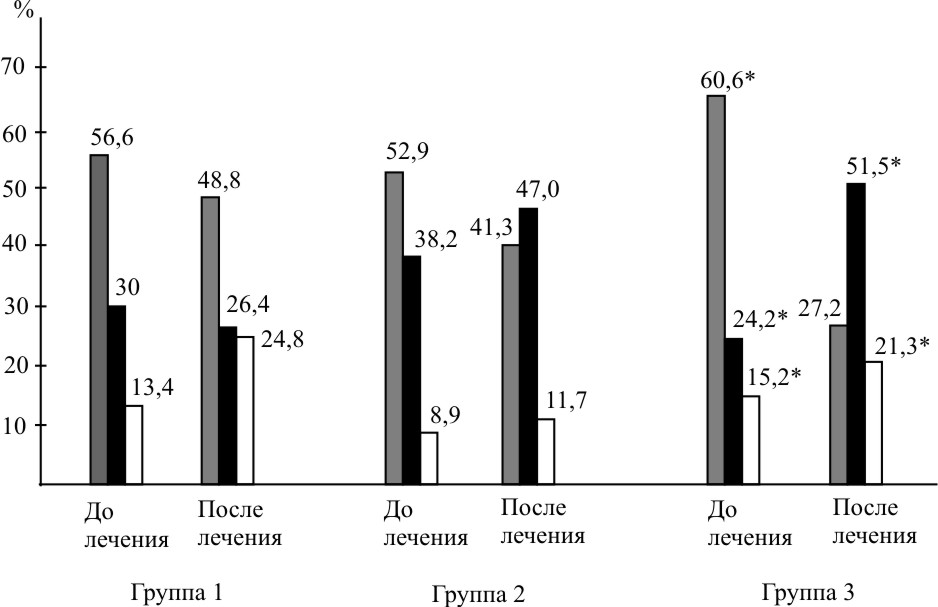 %
70
60
50
40
30
20
10
56,6
30
13,4
48,8
26,4
24,8
52,9
38,2
8,9
41,3
47,0
11,7
60,6*
24,2*
15,2*
27,2
51,5*
21,3*
До
лечения
После
лечения
До
лечения
После
лечения
До
лечения
После
лечения
Группа 1
Группа 2
Группа 3